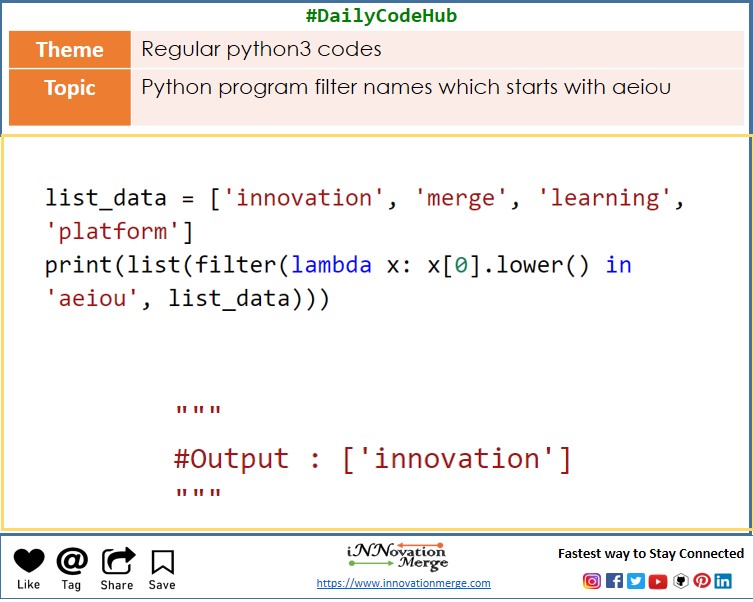 #DailyCodeHub
Theme
Regular python3 codes
Topic
Python program filter names which starts with aeiou
list_data = ['innovation', 'merge', 'learning',
'platform']
print(list(filter(lambda x: x[0].lower() in
'aeiou', list_data)))
"""
#Output : ['innovation']
"""
Like
Tag
Share
Save
iNNovation
Merge
https://www.innovationmerge.com
Fastest way to Stay Connected